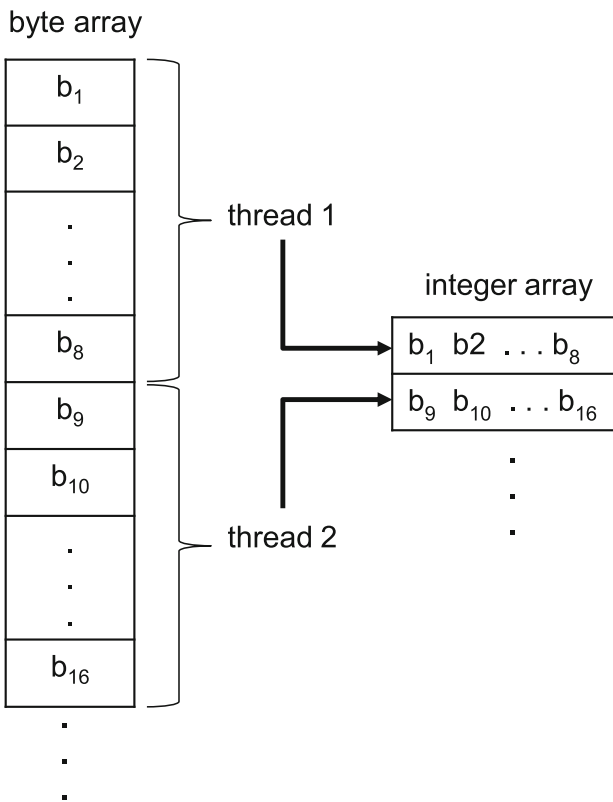 byte array
b₁
b₂
.
.
.
b₈
b₉
b₁₀
.
.
.
b₁₆
.
.
.
thread 1
thread 2
integer array
b₁ b2 . . . b₈
b₉ b₁₀ . . . b₁₆
.
.
.